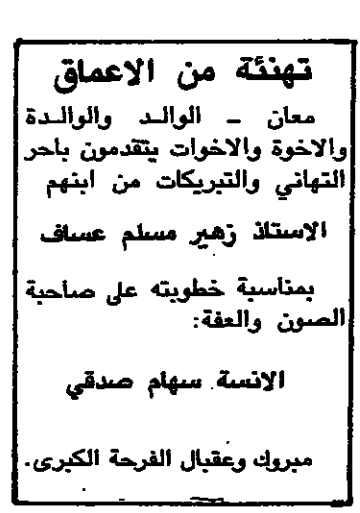 تهنئة من الاعماق
معان - الوالد والوالدة
والاخوة والاخوات يتقدمون باحر
التهاني والتبريكات من ابنهم
الاستاذ زهير مسلم عساف
بمناسبة خطوبته على صاحبة
الصون والعفة:
الانسة سهام صدقي
مبروك وعقبال الفرحة الكبرى.